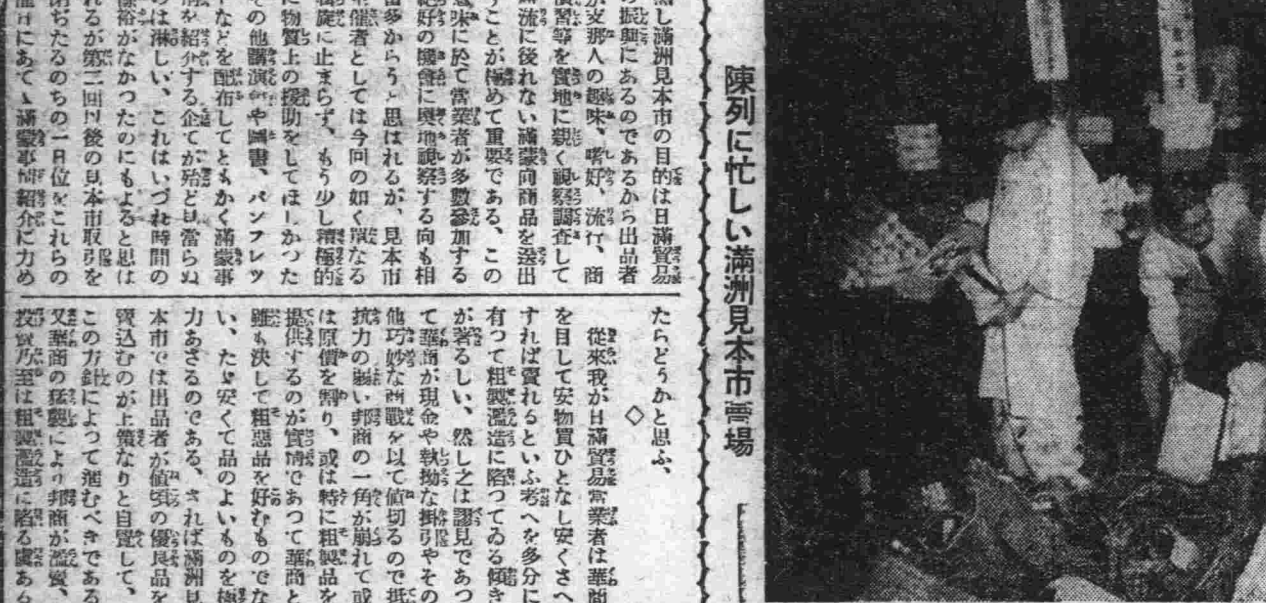 陳列に忙しい滿洲見本市會場
し滿洲見本市の目的は日滿貿易
の振興にあるのであるから出品者
が支那人の趣味、嗜好、流行、商
慣習等を實地に親く視察調査して
流に後れない滿蒙向商品を選出
うことが極めて重要である、この
意味に於て當業者が多數參加する
絶好の機會に奥地視察する向も相
當多からうと思はれるが、見本市
催者としては今回の如く單なる
旋に止まらず、もう少し積極的
に物質上の援助をしてほしかつた
その他講演會や圖書、パンフレツ
トなどを配布してともかく滿蒙事
を紹介する企てが殆ど見當らぬ
のは淋しい、これはいづれ時間の
餘裕がなかつたのにもよると思は
れるが第二回以後の見本市取引を
ちたるのちの一日位をこれらの
日にあてゝ滿蒙事情紹介に力め
たらどうかと思ふ、
◇
從來我が日滿貿易當業者は華商
を目して安物買ひとなし安くさへ
すれば賣れるといふ考へを多分に
有つて粗製濫造に陷つてゐる傾き
が著るしい、然し之は謬見であつ
て華商が現金や執拗な掛引やその
他巧妙な商戰を以て値切るので抵
抗力の弱い邦商の一角が崩れて或
は原價を割り、或は特に粗製品を
提供するのが實情であつて華商と
雖も決して粗惡品を好むものでな
い、たゞ安くて品のよいものを極
力あさるのである、されば滿洲見
本市では出品者が値頃の優良品を
賣込むのが上策なりと自覺して、
この方針によつて進むべきである
又華商の猛襲により邦商が濫賣、
投賣乃至は粗製濫造に陷る虞あ